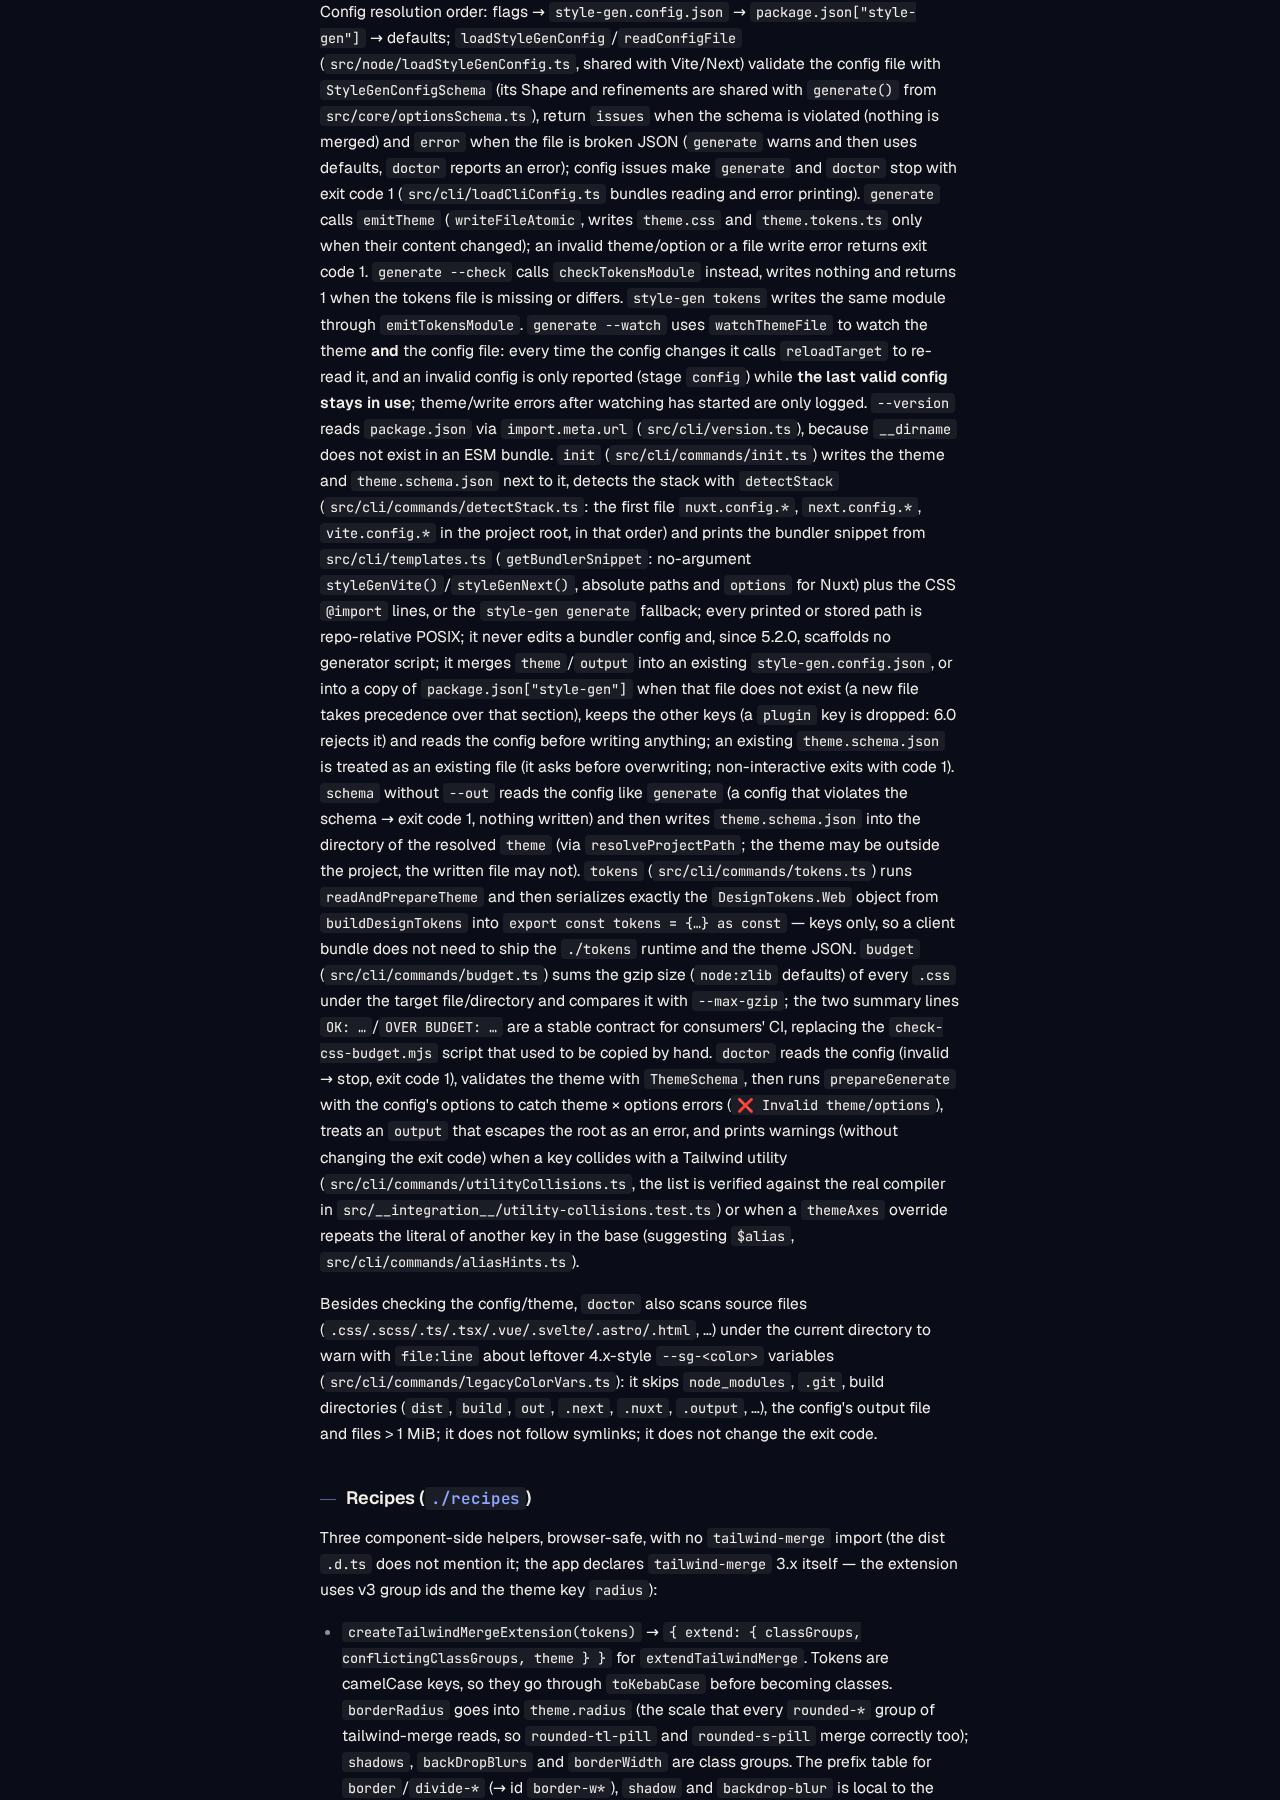 Config resolution order: flags → style-gen.config.json → package.json["style-
gen"] → defaults; loadStyleGenConfig / readConfigFile
( src/node/loadStyleGenConfig.ts , shared with Vite/Next) validate the config file with
StyleGenConfigSchema (its Shape and refinements are shared with generate() from
src/core/optionsSchema.ts ), return issues when the schema is violated (nothing is
merged) and error when the file is broken JSON ( generate warns and then uses
defaults, doctor reports an error); config issues make generate and doctor stop with
exit code 1 ( src/cli/loadCliConfig.ts bundles reading and error printing). generate
calls emitTheme ( writeFileAtomic , writes theme.css and theme.tokens.ts only
when their content changed); an invalid theme/option or a file write error returns exit
code 1. generate --check calls checkTokensModule instead, writes nothing and returns
1 when the tokens file is missing or differs. style-gen tokens writes the same module
through emitTokensModule . generate --watch uses watchThemeFile to watch the
theme and the config file: every time the config changes it calls reloadTarget to re-
read it, and an invalid config is only reported (stage config ) while the last valid config
stays in use; theme/write errors after watching has started are only logged. --version
reads package.json via import.meta.url ( src/cli/version.ts ), because __dirname
does not exist in an ESM bundle. init ( src/cli/commands/init.ts ) writes the theme
and theme.schema.json next to it, detects the stack with detectStack
( src/cli/commands/detectStack.ts : the first file nuxt.config.* , next.config.* ,
vite.config.* in the project root, in that order) and prints the bundler snippet from
src/cli/templates.ts ( getBundlerSnippet : no-argument
styleGenVite() / styleGenNext() , absolute paths and options for Nuxt) plus the CSS
@import lines, or the style-gen generate fallback; every printed or stored path is
repo-relative POSIX; it never edits a bundler config and, since 5.2.0, scaffolds no
generator script; it merges theme / output into an existing style-gen.config.json , or
into a copy of package.json["style-gen"] when that file does not exist (a new file
takes precedence over that section), keeps the other keys (a plugin key is dropped: 6.0
rejects it) and reads the config before writing anything; an existing theme.schema.json
is treated as an existing file (it asks before overwriting; non-interactive exits with code 1).
schema without --out reads the config like generate (a config that violates the
schema → exit code 1, nothing written) and then writes theme.schema.json into the
directory of the resolved theme (via resolveProjectPath ; the theme may be outside
the project, the written file may not). tokens ( src/cli/commands/tokens.ts ) runs
readAndPrepareTheme and then serializes exactly the DesignTokens.Web object from
buildDesignTokens into export const tokens = {…} as const — keys only, so a client
bundle does not need to ship the ./tokens runtime and the theme JSON. budget
( src/cli/commands/budget.ts ) sums the gzip size ( node:zlib defaults) of every .css
under the target file/directory and compares it with --max-gzip ; the two summary lines
OK: … / OVER BUDGET: … are a stable contract for consumers' CI, replacing the check-
css-budget.mjs script that used to be copied by hand. doctor reads the config (invalid
→ stop, exit code 1), validates the theme with ThemeSchema , then runs prepareGenerate
with the config's options to catch theme × options errors ( ❌ Invalid theme/options ),
treats an output that escapes the root as an error, and prints warnings (without
changing the exit code) when a key collides with a Tailwind utility
( src/cli/commands/utilityCollisions.ts , the list is verified against the real compiler
in src/__integration__/utility-collisions.test.ts ) or when a themeAxes override
repeats the literal of another key in the base (suggesting $alias ,
src/cli/commands/aliasHints.ts ).
Besides checking the config/theme, doctor also scans source files
( .css/.scss/.ts/.tsx/.vue/.svelte/.astro/.html , …) under the current directory to
warn with file:line about leftover 4.x-style --sg-<color> variables
( src/cli/commands/legacyColorVars.ts ): it skips node_modules , .git , build
directories ( dist , build , out , .next , .nuxt , .output , …), the config's output file
and files > 1 MiB; it does not follow symlinks; it does not change the exit code.
— Recipes ( ./recipes )
Three component-side helpers, browser-safe, with no tailwind-merge import (the dist
.d.ts does not mention it; the app declares tailwind-merge 3.x itself — the extension
uses v3 group ids and the theme key radius ):
• createTailwindMergeExtension(tokens) → { extend: { classGroups,
conflictingClassGroups, theme } } for extendTailwindMerge . Tokens are
camelCase keys, so they go through toKebabCase before becoming classes.
borderRadius goes into theme.radius (the scale that every rounded-* group of
tailwind-merge reads, so rounded-tl-pill and rounded-s-pill merge correctly too);
shadows , backDropBlurs and borderWidth are class groups. The prefix table for
border / divide-* (→ id border-w* ), shadow and backdrop-blur is local to the